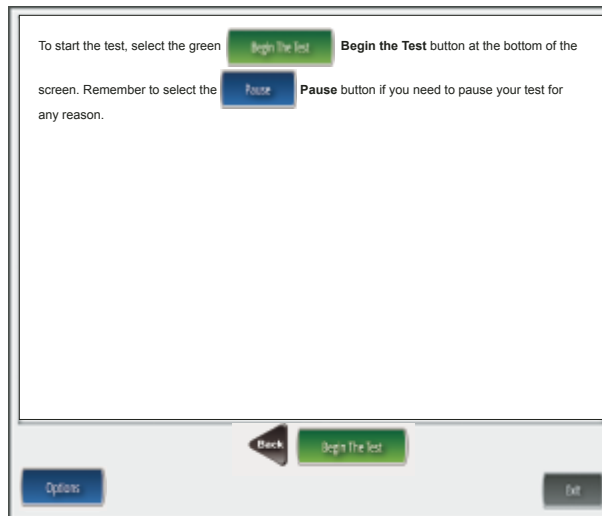 To start the test, select the green Begin The Test Begin the Test button at the bottom of the
screen. Remember to select the Pause Pause button if you need to pause your test for
any reason.
Back Begin The Test
Options Exit